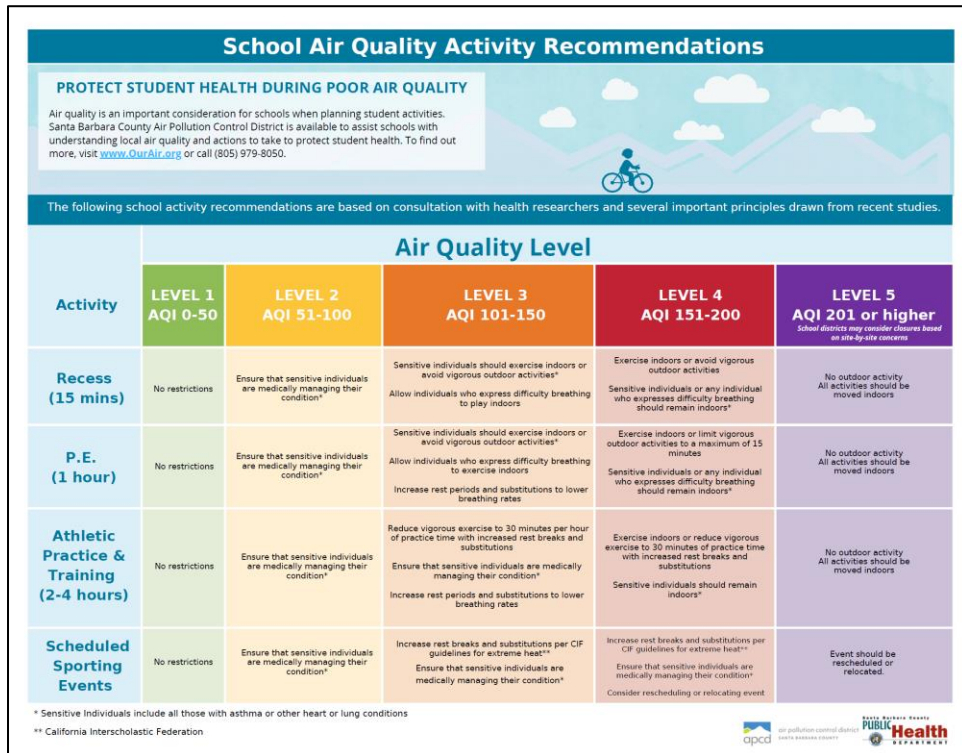 School Air Quality Activity Recommendations
PROTECT STUDENT HEALTH DURING POOR AIR QUALITY
Air quality is an important consideration for schools when planning student activities.
Santa Barbara County Air Pollution Control District is available to assist schools with
understanding local air quality and actions to take to protect student health. To find out
more, visit www.OurAir.org or call (805) 979-8050.
The following school activity recommendations are based on consultation with health researchers and several important principles drawn from recent studies.
Air Quality Level
Activity
LEVEL 1
AQI 0-50
LEVEL 2
AQI 51-100
LEVEL 3
AQI 101-150
LEVEL 4
AQI 151-200
LEVEL 5
AQI 201 or higher
School districts may consider closures based
on site-by-site concerns
Recess
(15 mins)
No restrictions
Ensure that sensitive individuals
are medically managing their
condition*
Sensitive individuals should exercise indoors or
avoid vigorous outdoor activities*
Allow individuals who express difficulty breathing
to play indoors
Exercise indoors or avoid vigorous
outdoor activities
Sensitive individuals or any individual
who expresses difficulty breathing
should remain indoors*
No outdoor activity
All activities should be
moved indoors
P.E.
(1 hour)
No restrictions
Ensure that sensitive individuals
are medically managing their
condition*
Sensitive individuals should exercise indoors or
avoid vigorous outdoor activities*
Allow individuals who express difficulty breathing
to exercise indoors
Increase rest periods and substitutions to lower
breathing rates
Exercise indoors or limit vigorous
outdoor activities to a maximum of 15
minutes
Sensitive individuals or any individual
who expresses difficulty breathing
should remain indoors*
No outdoor activity
All activities should be
moved indoors
Athletic
Practice &
Training
(2-4 hours)
No restrictions
Ensure that sensitive individuals
are medically managing their
condition*
Reduce vigorous exercise to 30 minutes per hour
of practice time with increased rest breaks and
substitutions
Ensure that sensitive individuals are medically
managing their condition*
Increase rest periods and substitutions to lower
breathing rates
Exercise indoors or reduce vigorous
exercise to 30 minutes of practice time
with increased rest breaks and
substitutions
Sensitive individuals should remain
indoors*
No outdoor activity
All activities should be
moved indoors
Scheduled
Sporting
Events
No restrictions
Ensure that sensitive individuals
are medically managing their
condition*
Increase rest breaks and substitutions per CIF
guidelines for extreme heat**
Ensure that sensitive individuals are
medically managing their condition*
Increase rest breaks and substitutions per
CIF guidelines for extreme heat**
Ensure that sensitive individuals are
medically managing their condition*
Consider rescheduling or relocating event
Event should be
rescheduled or
relocated.
* Sensitive Individuals include all those with asthma or other heart or lung conditions
** California Interscholastic Federation
apcd
air pollution control district
SANTA BARBARA COUNTY
Santa Barbara County
PUBLIC Health
DEPARTMENT